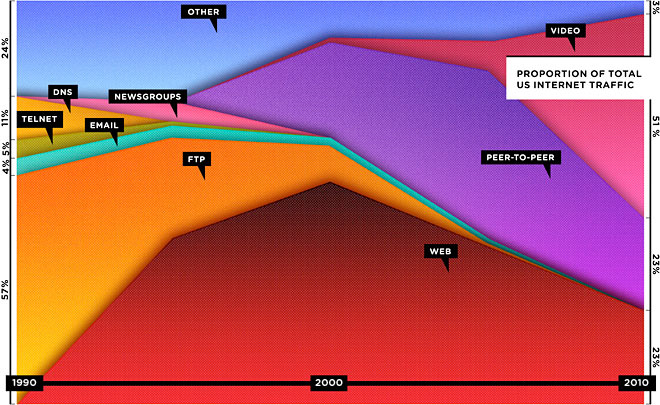 OTHER
3%
VIDEO
24%
PROPORTION OF TOTAL
US INTERNET TRAFFIC
DNS
NEWSGROUPS
11%
TELNET
EMAIL
51 %
5%
4%
FTP
PEER-TO-PEER
WEB
23%
57%
23%
1990
2000
2010